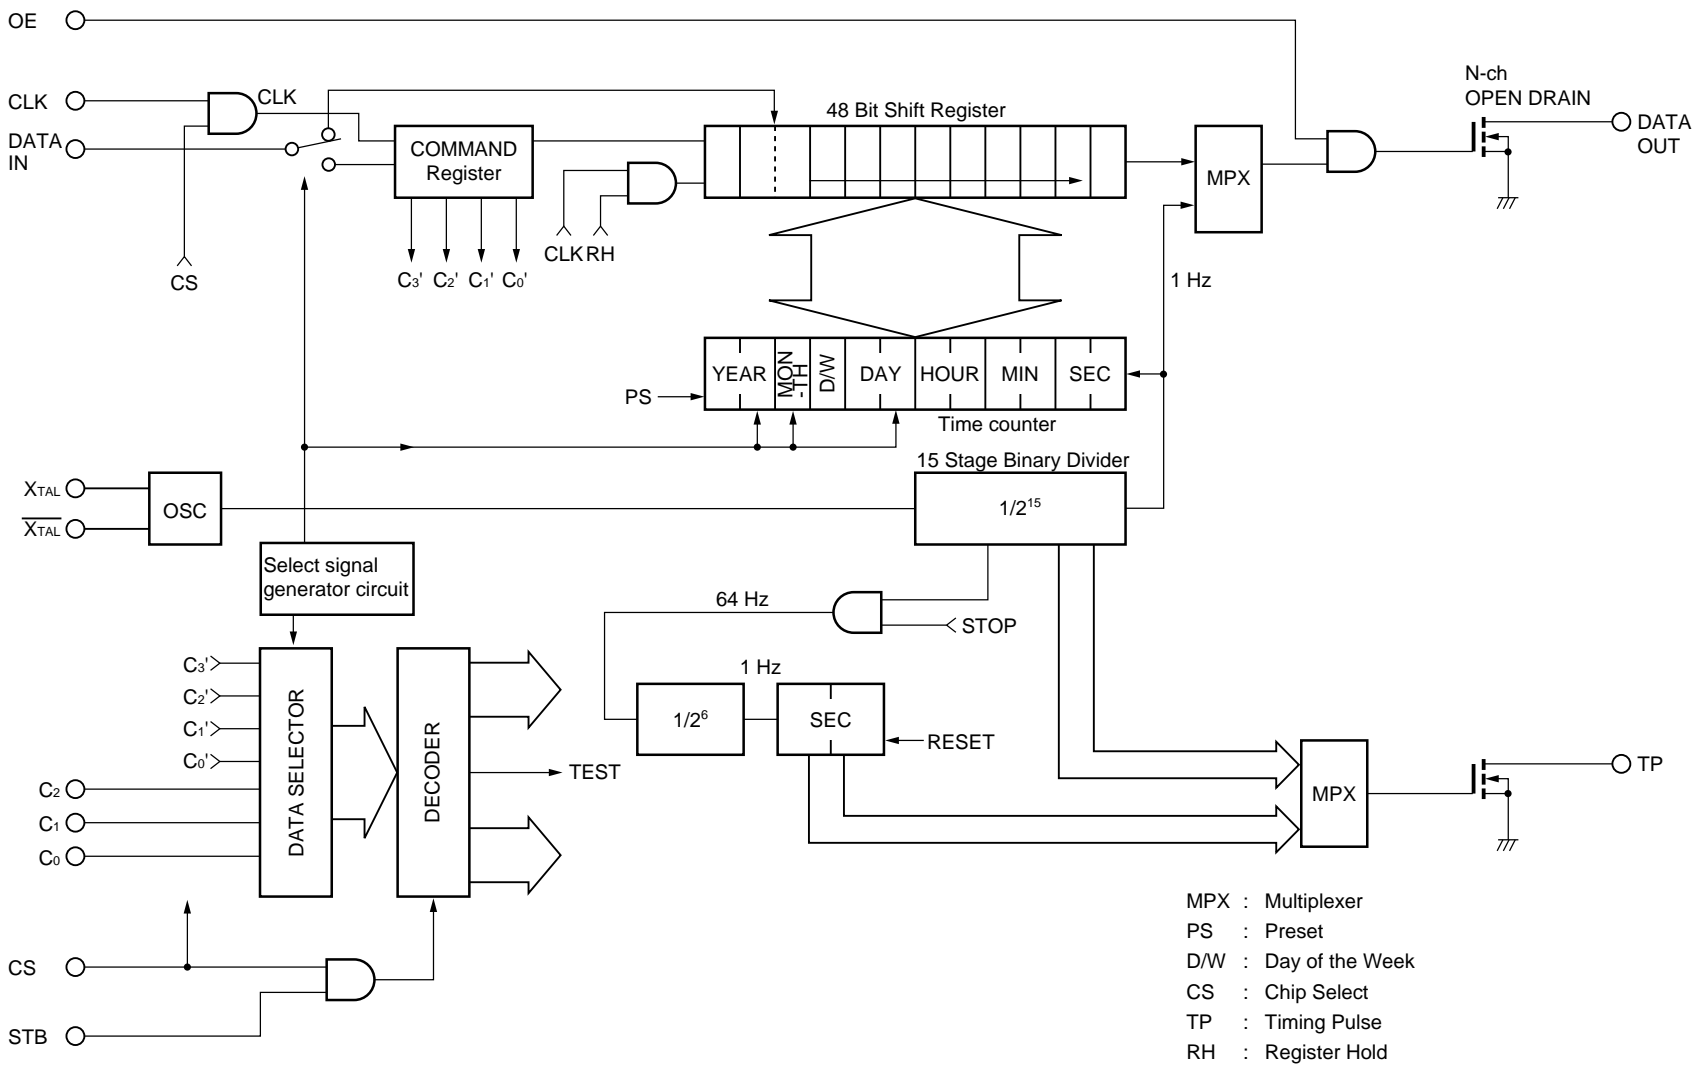 OE
N-ch
OPEN DRAIN
CLK
CLK
48 Bit Shift Register
DATA
OUT
DATA
IN
COMMAND
Register
MPX
CLK
RH
CS
C3'
C2'
C1'
C0'
1 Hz
YEAR
MON
-TH
D/W
DAY
HOUR
MIN
SEC
PS
Time counter
15 Stage Binary Divider
XTAL
XTAL
OSC
1/2^15
Select signal
generator circuit
64 Hz
STOP
C3'
C2'
C1'
C0'
C2
C1
C0
DATA SELECTOR
DECODER
1 Hz
1/2^6
SEC
RESET
TEST
MPX
TP
CS
STB
MPX : Multiplexer
PS : Preset
D/W : Day of the Week
CS : Chip Select
TP : Timing Pulse
RH : Register Hold